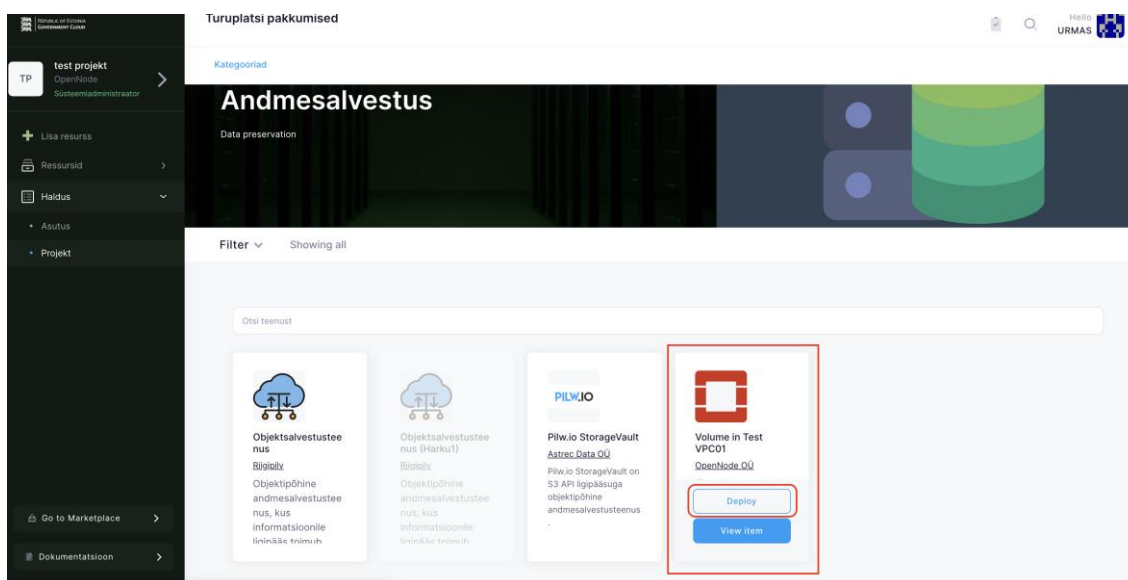 REPUBLIC OF ESTONIA
GOVERNMENT CLOUD
TP
test projekt
OpenNode
Süsteemiadministraator
Lisa resurss
Ressursid
Haldus
Asutus
Projekt
Go to Marketplace
Dokumentatsioon
Turuplatsi pakkumised
Hello
URMAS
Kategooriad
Andmesalvestus
Data preservation
Filter
Showing all
Otsi teenust
Objektsalvestustee
nus
Riigipilv
Objektipõhine
andmesalvestustee
nus, kus
informatsioonile
ligipääs toimub
Objektsalvestustee
nus (Harku1)
Riigipilv
Objektipõhine
andmesalvestustee
nus, kus
informatsioonile
ligipääs toimub
PILW.IO
Pilw.io StorageVault
Astrec Data OÜ
Pilw.io StorageVault on
S3 API ligipääsuga
objektipõhine
andmesalvestusteenus
.
Volume in Test
VPC01
OpenNode OÜ
Deploy
View item